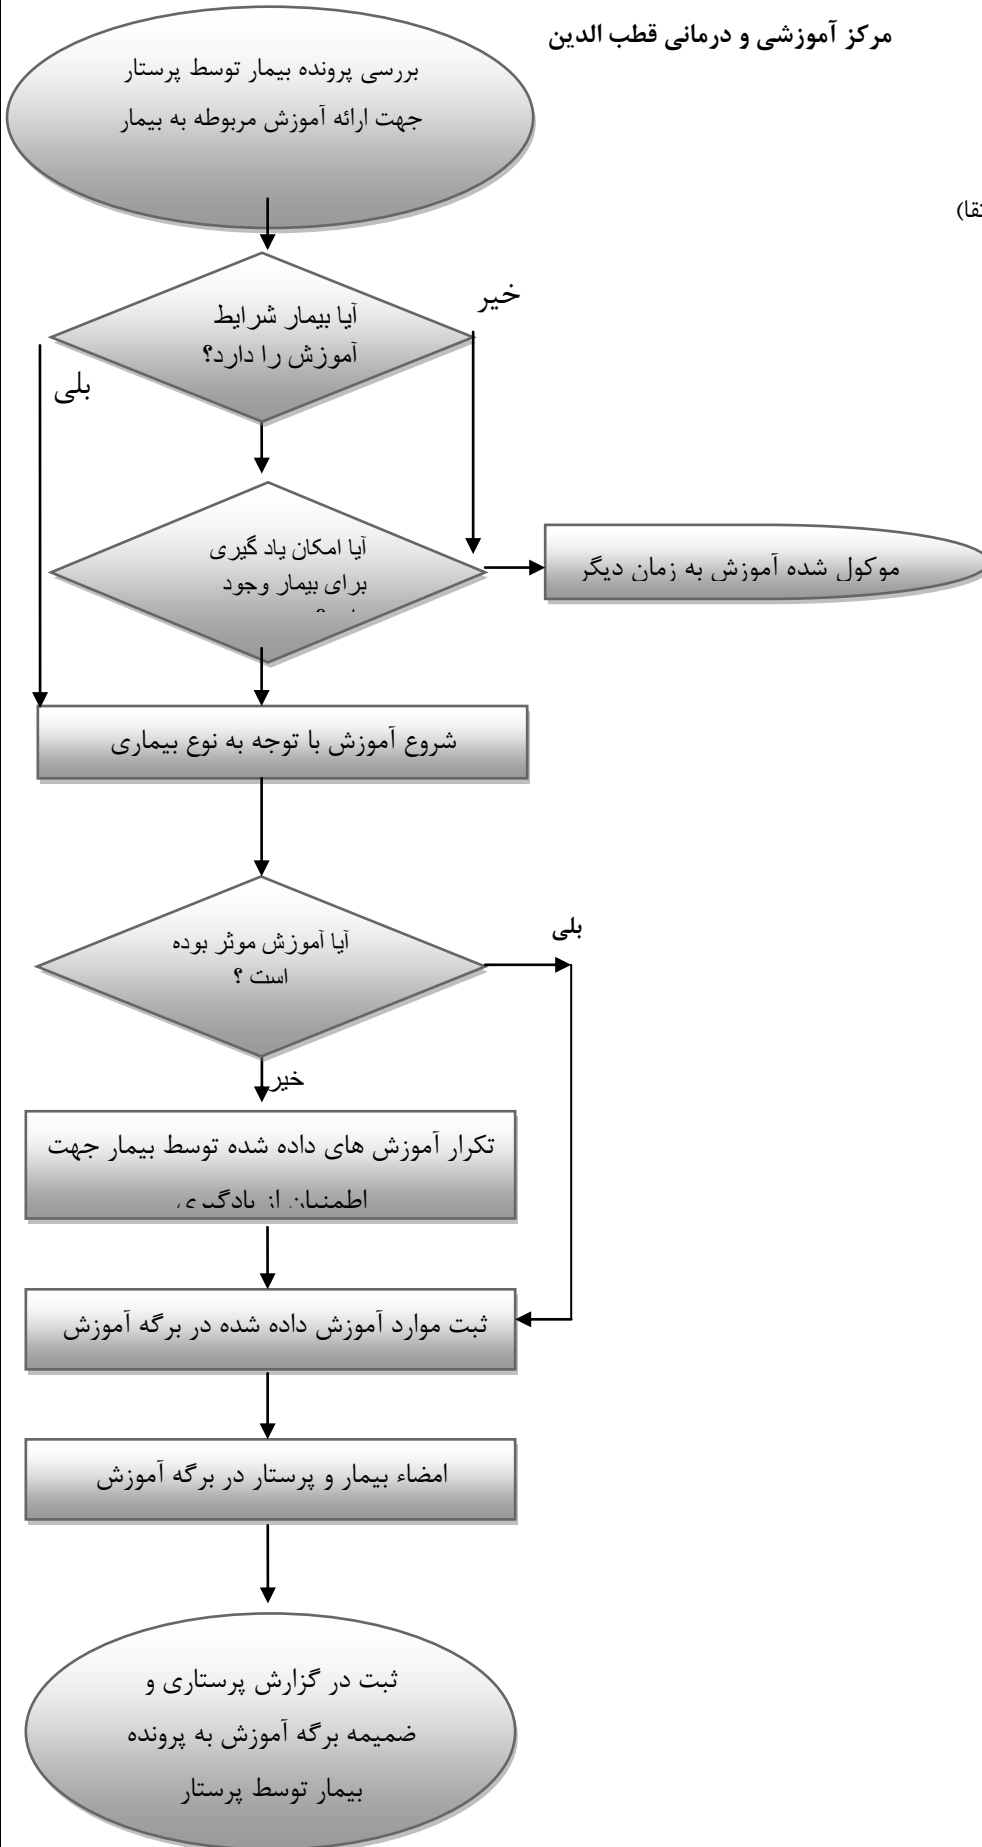 مرکز آموزشی و درمانی قطب الدین
بررسی پرونده بیمار توسط پرستار
جهت ارائه آموزش مربوطه به بیمار
آیا بیمار شرایط
آموزش را دارد؟
خیر
بلی
آیا امکان یاد گیری
برای بیمار وجود
موکول شده آموزش به زمان دیگر
شروع آموزش با توجه به نوع بیماری
آیا آموزش موثر بوده
است ؟
بلی
خیر
تکرار آموزش های داده شده توسط بیمار جهت
اطمینان از یادگیری
ثبت موارد آموزش داده شده در برگه آموزش
امضاء بیمار و پرستار در برگه آموزش
ثبت در گزارش پرستاری و
ضمیمه برگه آموزش به پرونده
بیمار توسط پرستار